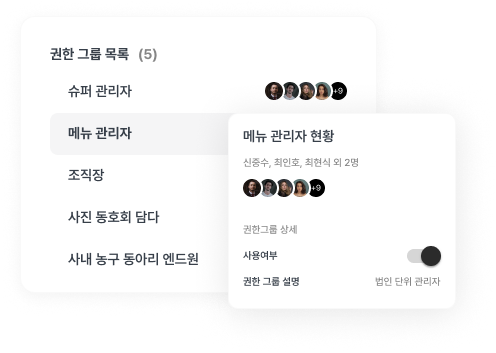 권한 그룹 목록 (5)
슈퍼 관리자 +9
메뉴 관리자
조직장
사진 동호회 담다
사내 농구 동아리 엔드원
메뉴 관리자 현황
신중수, 최인호, 최현식 외 2명
+9
권한그룹 상세
사용여부
권한 그룹 설명 법인 단위 관리자